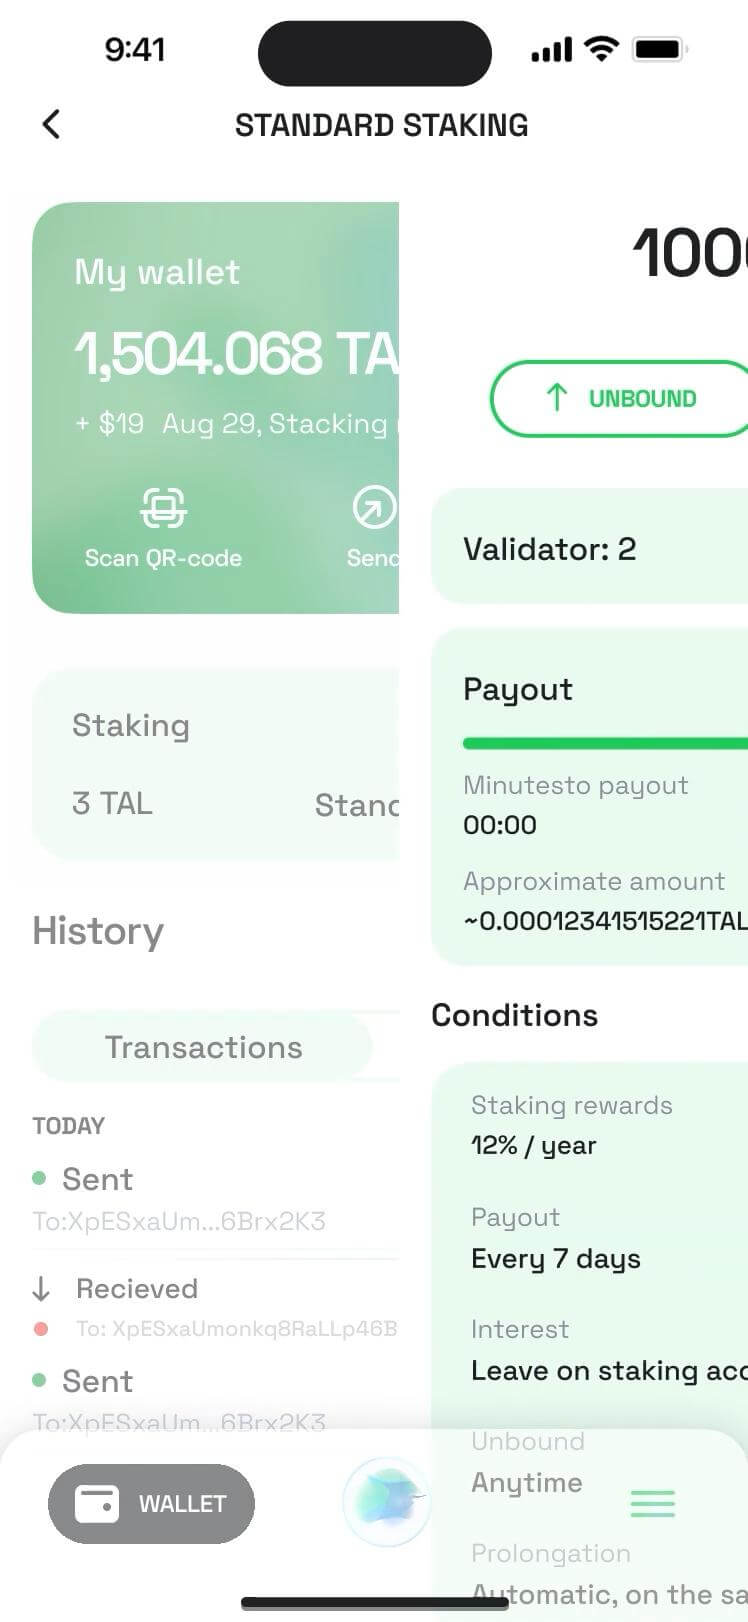 9:41
STANDARD STAKING
My wallet
1,504.068 TA
+ $19 Aug 29, Stacking
Scan QR-code
Send
Staking
3 TAL
Stand
History
Transactions
TODAY
Sent
To:XpESxaUm...6Brx2K3
Recieved
To: XpESxaUmonkq8RaLLp46B
Sent
To:XpESxaUm...6Brx2K3
WALLET
100
UNBOUND
Validator: 2
Payout
Minutesto payout
00:00
Approximate amount
~0.00012341515221TAL
Conditions
Staking rewards
12% / year
Payout
Every 7 days
Interest
Leave on staking acc
Unbound
Anytime
Prolongation
Automatic, on the sa